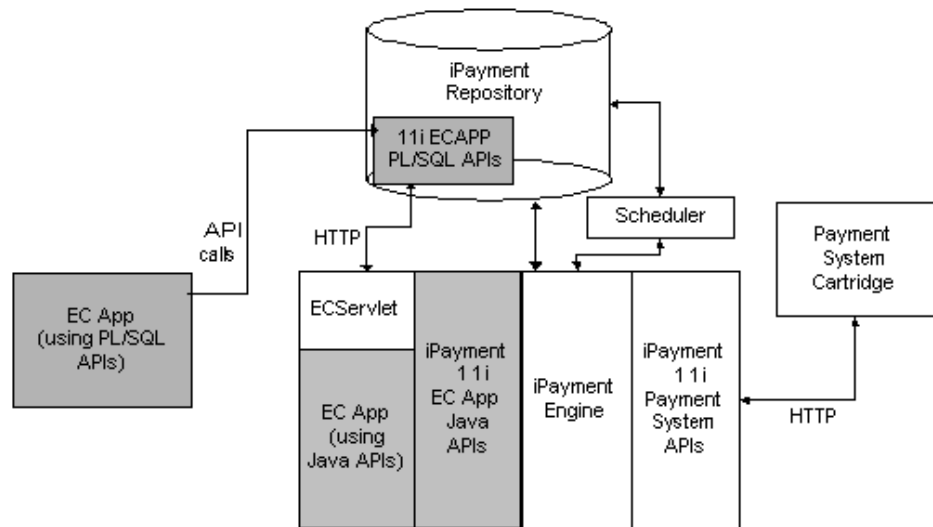 iPayment
Repository
11i ECAPP
PL/SQL APIs
API
calls
HTTP
Scheduler
Payment
System
Cartridge
EC App
(using PL/SQL
APIs)
ECServlet
EC App
(using
Java APIs)
iPayment
11i
EC App
Java
APIs
iPayment
Engine
iPayment
11i
Payment
System
APIs
HTTP